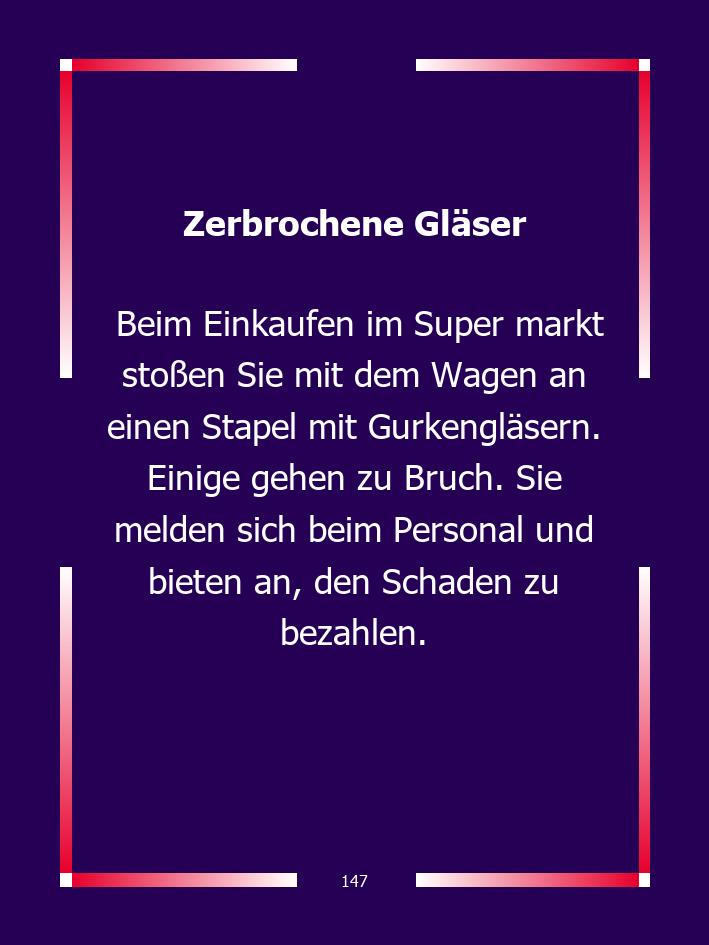 Zerbrochene Gläser
Beim Einkaufen im Super markt
stoßen Sie mit dem Wagen an
einen Stapel mit Gurkengläsern.
Einige gehen zu Bruch. Sie
melden sich beim Personal und
bieten an, den Schaden zu
bezahlen.
147